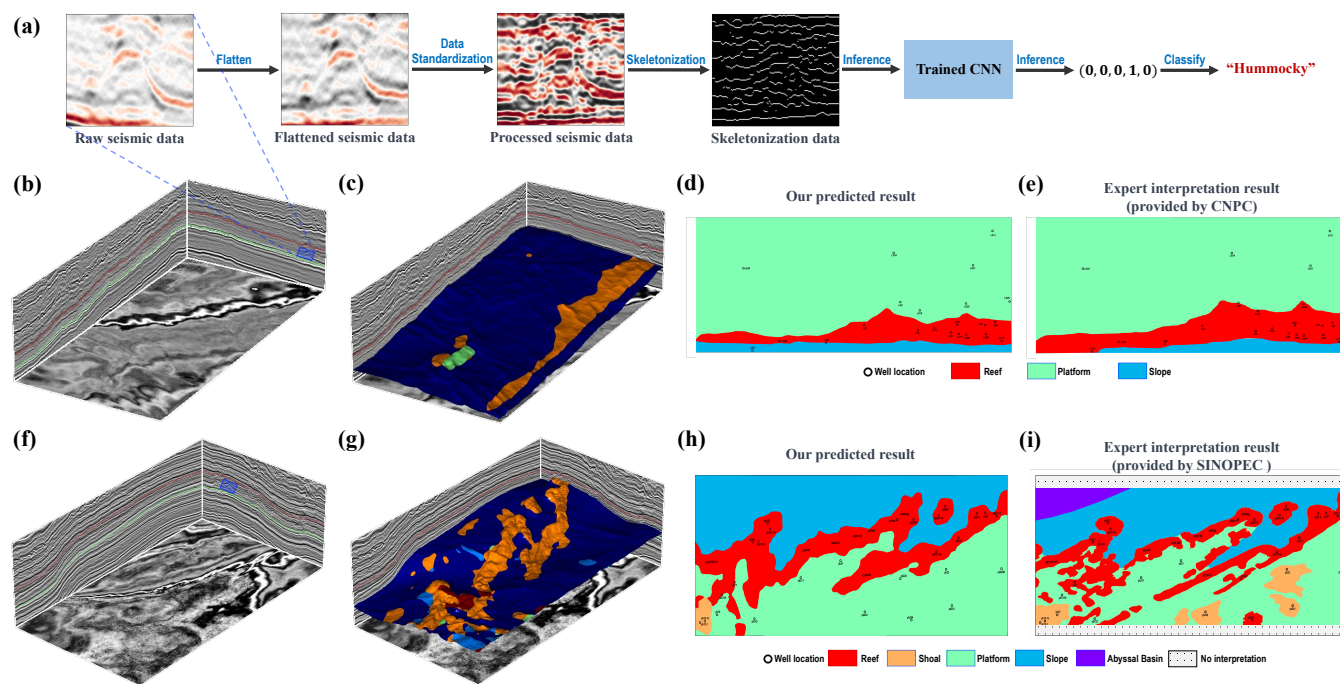 (a)
Flatten
Data
Standardization
Skeletonization
Inference
Trained CNN
Inference
(0,0,0,1,0)
Classify
“Hummocky”
Raw seismic data
Flattened seismic data
Processed seismic data
Skeletonization data
(b)
(c)
(d)
Our predicted result
(e)
Expert interpretation result
(provided by CNPC)
Well location
Reef
Platform
Slope
(f)
(g)
(h)
Our predicted result
(i)
Expert interpretation reuslt
(provided by SINOPEC )
Well location
Reef
Shoal
Platform
Slope
Abyssal Basin
No interpretation